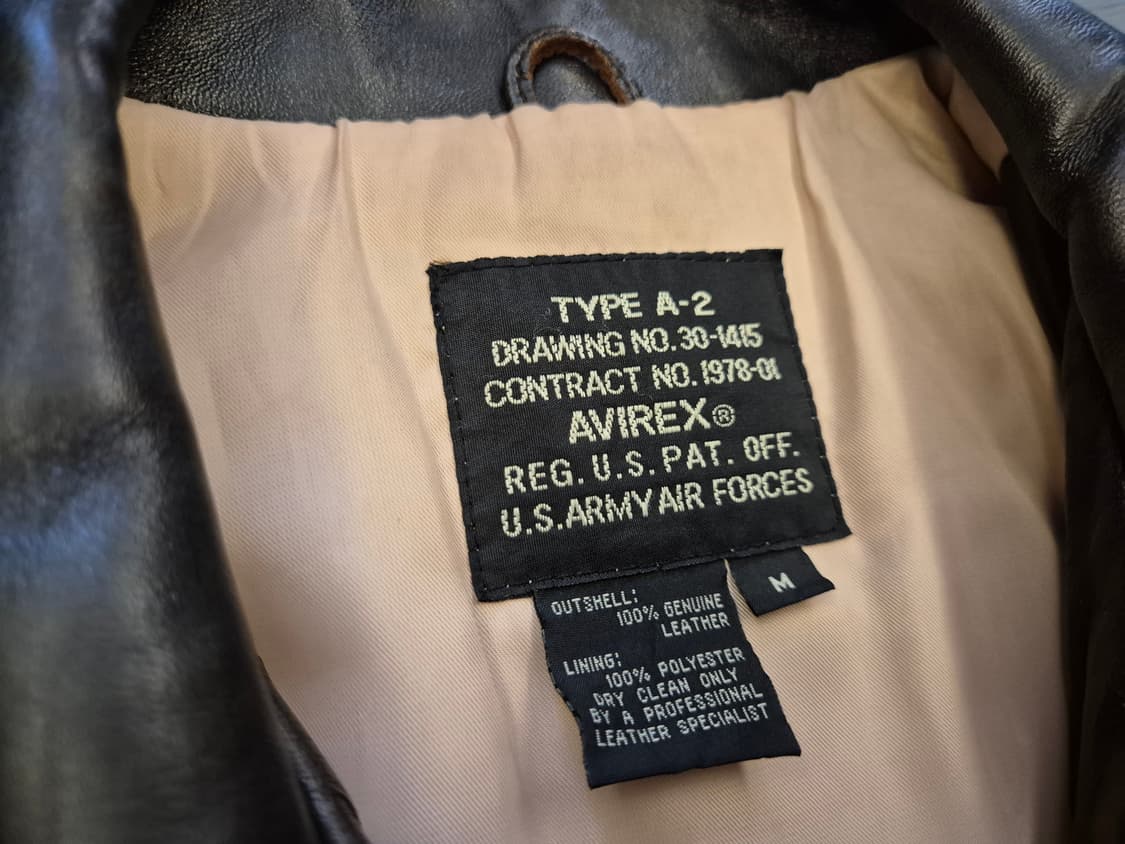 TYPE A-2
DRAWING NO. 30-1415
CONTRACT NO. 1978-01
AVIREX®
REG. U.S. PAT. OFF.
U.S. ARMY AIR FORCES
M
OUTSHELL:
100% GENUINE
LEATHER
LINING:
100% POLYESTER
DRY CLEAN ONLY
BY A PROFESSIONAL
LEATHER SPECIALIST